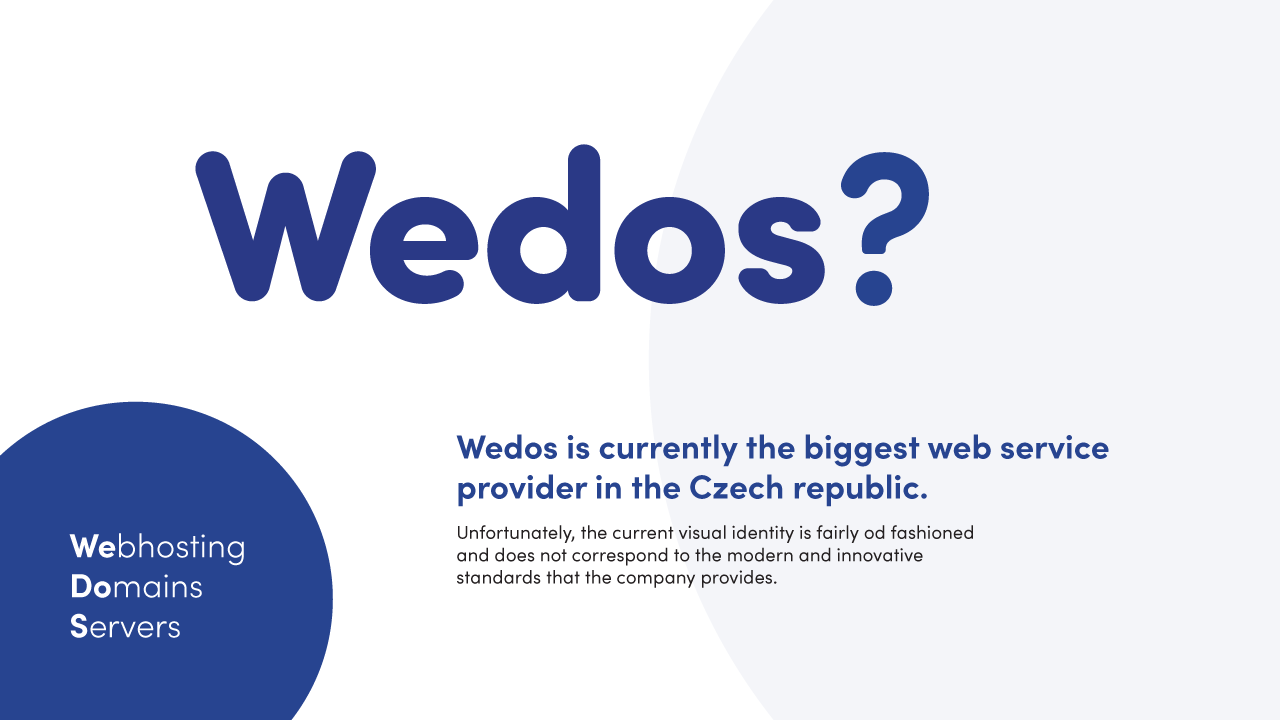 Wedos?
Wedos is currently the biggest web service
provider in the Czech republic.
Unfortunately, the current visual identity is fairly od fashioned
and does not correspond to the modern and innovative
standards that the company provides.
Webhosting
Domains
Servers